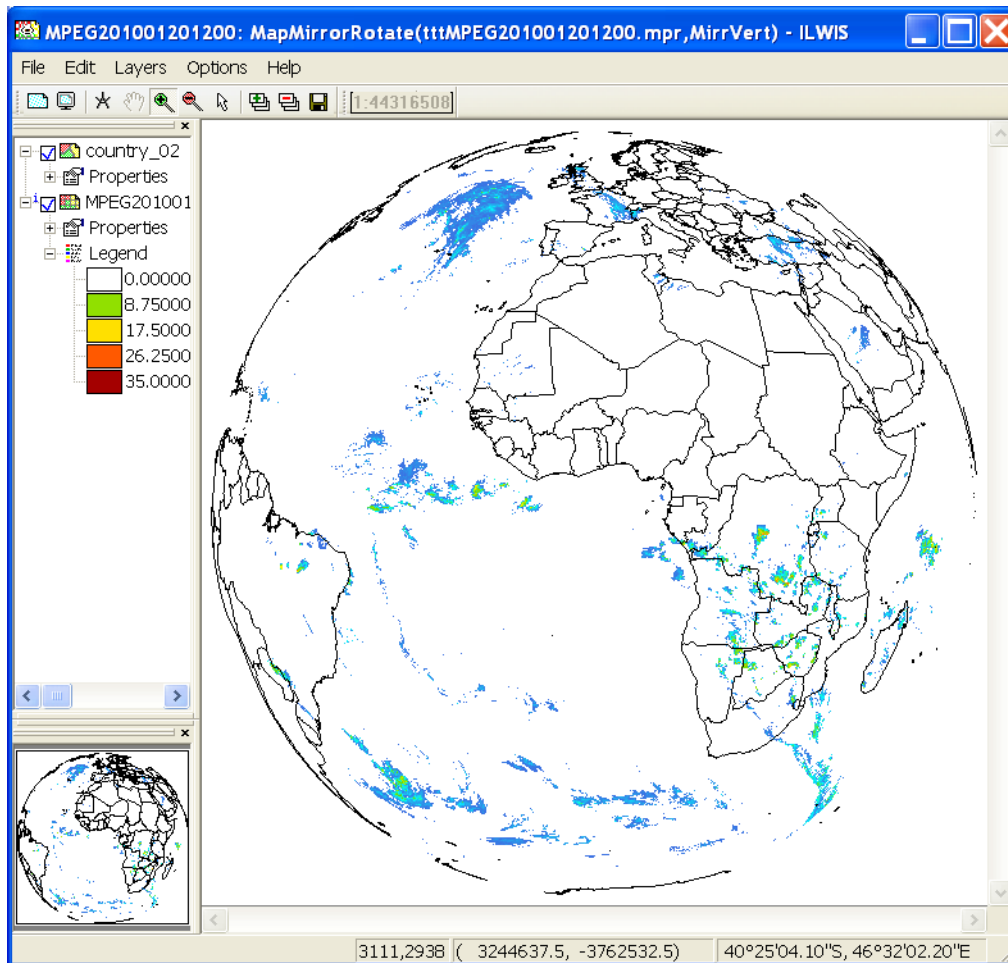 MPEG201001201200: MapMirrorRotate(tttMPEG201001201200.mpr,MirrVert) - ILWIS
File Edit Layers Options Help
1:44316508
country_02
Properties
MPEG201001
Properties
Legend
0.00000
8.75000
17.5000
26.2500
35.0000
3111,2938 ( 3244637.5, -3762532.5) 40°25'04.10"S, 46°32'02.20"E